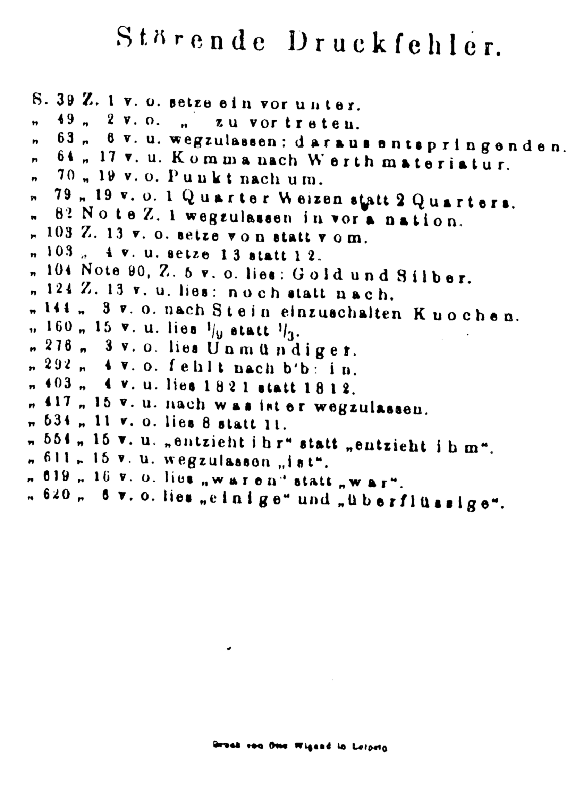 Störende Druckfehler.
S. 39 Z. 1 v. o. setze ein vor unter.
„ 49 „ 2 v. o. „ zu vor treten.
„ 63 „ 6 v. u. wegzulassen: daraus entspringenden.
„ 64 „ 17 v. u. Komma nach Werthmateriatur.
„ 70 „ 19 v. o. Punkt nach um.
„ 79 „ 19 v. o. 1 Quarter Weizen statt 2 Quarters.
„ 82 Note Z. 1 wegzulassen in vor a nation.
„ 103 Z. 13 v. o. setze von statt vom.
„ 103 „ 4 v. u. setze 13 statt 12.
„ 104 Note 90, Z. 5 v. o. lies: Gold und Silber.
„ 124 Z. 13 v. u. lies: noch statt nach.
„ 144 „ 3 v. o. nach Stein einzuschalten Knochen.
„ 160 „ 15 v. u. lies 1/9 statt 1/3.
„ 276 „ 3 v. o. lies Unmündiger.
„ 292 „ 4 v. o. fehlt nach b'b: in.
„ 403 „ 4 v. u. lies 1821 statt 1812.
„ 417 „ 15 v. u. nach was ist er wegzulassen.
„ 534 „ 11 v. o. lies 8 statt 11.
„ 554 „ 15 v. u. „entzieht ihr“ statt „entzieht ihm“.
„ 611 „ 15 v. u. wegzulassen „ist“.
„ 619 „ 16 v. o. lies „waren“ statt „war“.
„ 620 „ 6 v. o. lies „einige“ und „überflüssige“.
Druck von Otto Wigand in Leipzig